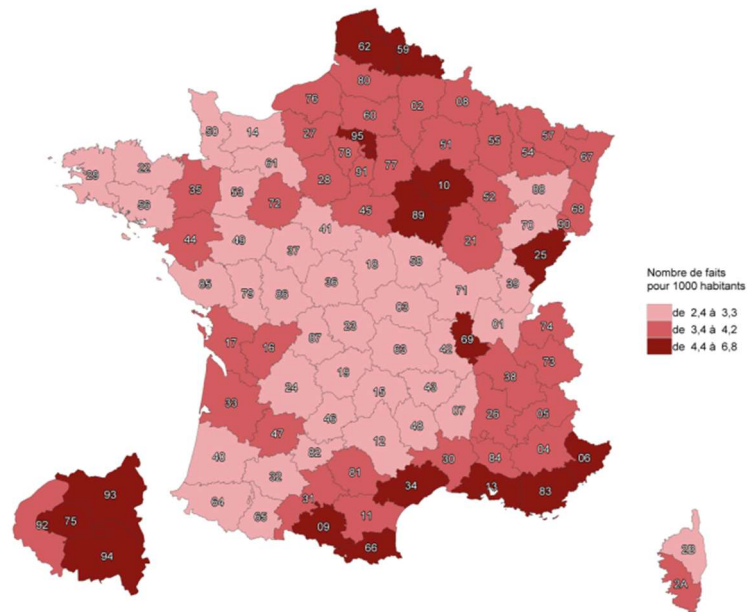 62 59
80
76 02 08
60
27 95 51 55 57
50 14 78 54 67
61 91 77
29 22 35 53 28 10 52 88
56 72 45 89 68
44 49 41 21 70 90
37 18 58 25
85 79 86 36 71 39
03
17 16 87 23 63 42 69 01 74
19 38 73
33 24 15 43
47 46 48 07 26 05
40 82 12 30 84 04 06
32 81 34 13 83
64 65 31 09 11 66
93
92 75
94
2B
2A
Nombre de faits
pour 1000 habitants
de 2,4 à 3,3
de 3,4 à 4,2
de 4,4 à 6,8